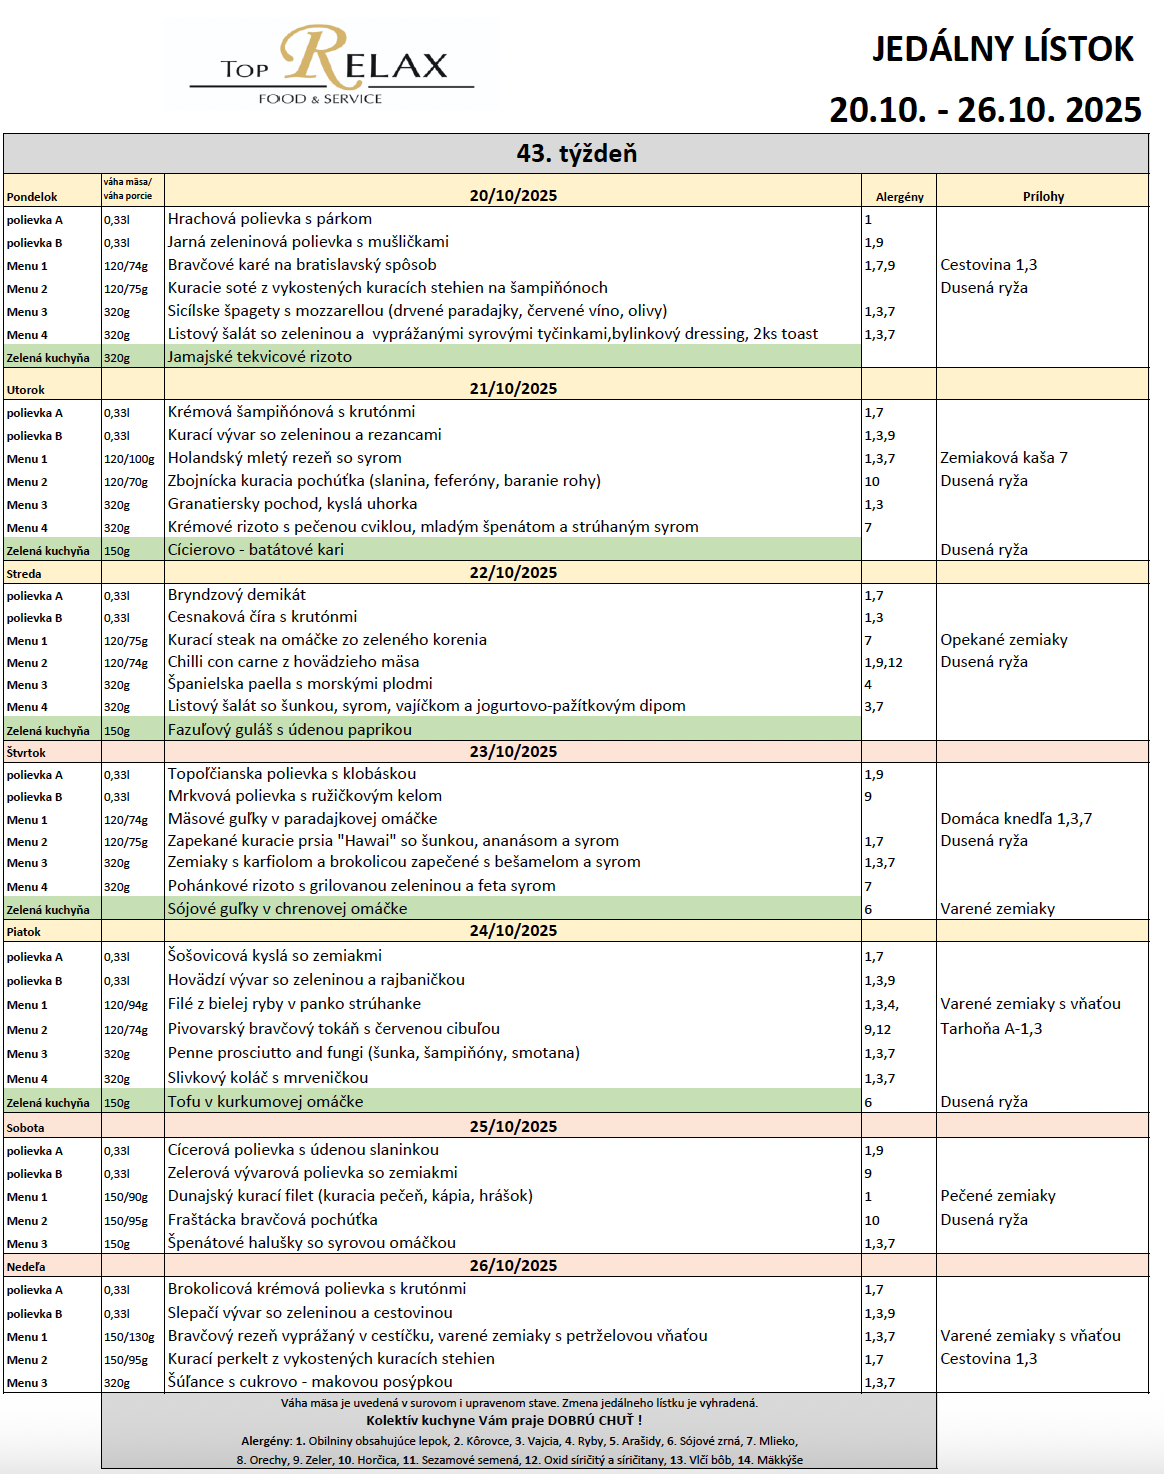 TOP RELAX
FOOD & SERVICE
JEDÁLNY LÍSTOK
20.10. - 26.10. 2025
43. týždeň
Pondelok váha mäsa/ váha porcie 20/10/2025 Alergény Prílohy
polievka A 0,33l Hrachová polievka s párkom 1
polievka B 0,33l Jarná zeleninová polievka s mušličkami 1,9
Menu 1 120/74g Bravčové karé na bratislavský spôsob 1,7,9 Cestovina 1,3
Menu 2 120/75g Kuracie soté z vykostených kuracích stehien na šampiňónoch Dusená ryža
Menu 3 320g Sicílske špagety s mozzarellou (drvené paradajky, červené víno, olivy) 1,3,7
Menu 4 320g Listový šalát so zeleninou a vyprážanými syrovými tyčinkami,bylinkový dressing, 2ks toast 1,3,7
Zelená kuchyňa 320g Jamajské tekvicové rizoto
Utorok 21/10/2025
polievka A 0,33l Krémová šampiňónová s krutónmi 1,7
polievka B 0,33l Kurací vývar so zeleninou a rezancami 1,3,9
Menu 1 120/100g Holandský mletý rezeň so syrom 1,3,7 Zemiaková kaša 7
Menu 2 120/70g Zbojnícka kuracia pochúťka (slanina, feferóny, baranie rohy) 10 Dusená ryža
Menu 3 320g Granatiersky pochod, kyslá uhorka 1,3
Menu 4 320g Krémové rizoto s pečenou cviklou, mladým špenátom a strúhaným syrom 7
Zelená kuchyňa 150g Cícierovo - batátové kari Dusená ryža
Streda 22/10/2025
polievka A 0,33l Bryndzový demikát 1,7
polievka B 0,33l Cesnaková číra s krutónmi 1,3
Menu 1 120/75g Kurací steak na omáčke zo zeleného korenia 7 Opekané zemiaky
Menu 2 120/74g Chilli con carne z hovädzieho mäsa 1,9,12 Dusená ryža
Menu 3 320g Španielska paella s morskými plodmi 4
Menu 4 320g Listový šalát so šunkou, syrom, vajíčkom a jogurtovo-pažítkovým dipom 3,7
Zelená kuchyňa 150g Fazuľový guláš s údenou paprikou
Štvrtok 23/10/2025
polievka A 0,33l Topoľčianska polievka s klobáskou 1,9
polievka B 0,33l Mrkvová polievka s ružičkovým kelom 9
Menu 1 120/74g Mäsové guľky v paradajkovej omáčke Domáca knedľa 1,3,7
Menu 2 120/75g Zapekané kuracie prsia "Hawai" so šunkou, ananásom a syrom 1,7 Dusená ryža
Menu 3 320g Zemiaky s karfiolom a brokolicou zapečené s bešamelom a syrom 1,3,7
Menu 4 320g Pohánkové rizoto s grilovanou zeleninou a feta syrom 7
Zelená kuchyňa Sójové guľky v chrenovej omáčke 6 Varené zemiaky
Piatok 24/10/2025
polievka A 0,33l Šošovicová kyslá so zemiakmi 1,7
polievka B 0,33l Hovädzí vývar so zeleninou a rajbaničkou 1,3,9
Menu 1 120/94g Filé z bielej ryby v panko strúhanke 1,3,4, Varené zemiaky s vňaťou
Menu 2 120/74g Pivovarský bravčový tokáň s červenou cibuľou 9,12 Tarhoňa A-1,3
Menu 3 320g Penne prosciutto and fungi (šunka, šampiňóny, smotana) 1,3,7
Menu 4 320g Slivkový koláč s mrveničkou 1,3,7
Zelená kuchyňa 150g Tofu v kurkumovej omáčke 6 Dusená ryža
Sobota 25/10/2025
polievka A 0,33l Cícerová polievka s údenou slaninkou 1,9
polievka B 0,33l Zelerová vývarová polievka so zemiakmi 9
Menu 1 150/90g Dunajský kurací filet (kuracia pečeň, kápia, hrášok) 1 Pečené zemiaky
Menu 2 150/95g Fraštácka bravčová pochúťka 10 Dusená ryža
Menu 3 150g Špenátové halušky so syrovou omáčkou 1,3,7
Nedeľa 26/10/2025
polievka A 0,33l Brokolicová krémová polievka s krutónmi 1,7
polievka B 0,33l Slepačí vývar so zeleninou a cestovinou 1,3,9
Menu 1 150/130g Bravčový rezeň vyprážaný v cestíčku, varené zemiaky s petrželovou vňaťou 1,3,7 Varené zemiaky s vňaťou
Menu 2 150/95g Kurací perkelt z vykostených kuracích stehien 1,7 Cestovina 1,3
Menu 3 320g Šúľance s cukrovo - makovou posýpkou 1,3,7
Váha mäsa je uvedená v surovom i upravenom stave. Zmena jedálneho lístku je vyhradená.
Kolektív kuchyne Vám praje DOBRÚ CHUŤ !
Alergény: 1. Obilniny obsahujúce lepok, 2. Kôrovce, 3. Vajcia, 4. Ryby, 5. Arašidy, 6. Sójové zrná, 7. Mlieko,
8. Orechy, 9. Zeler, 10. Horčica, 11. Sezamové semená, 12. Oxid síričitý a síričitany, 13. Vlčí bôb, 14. Mäkkýše